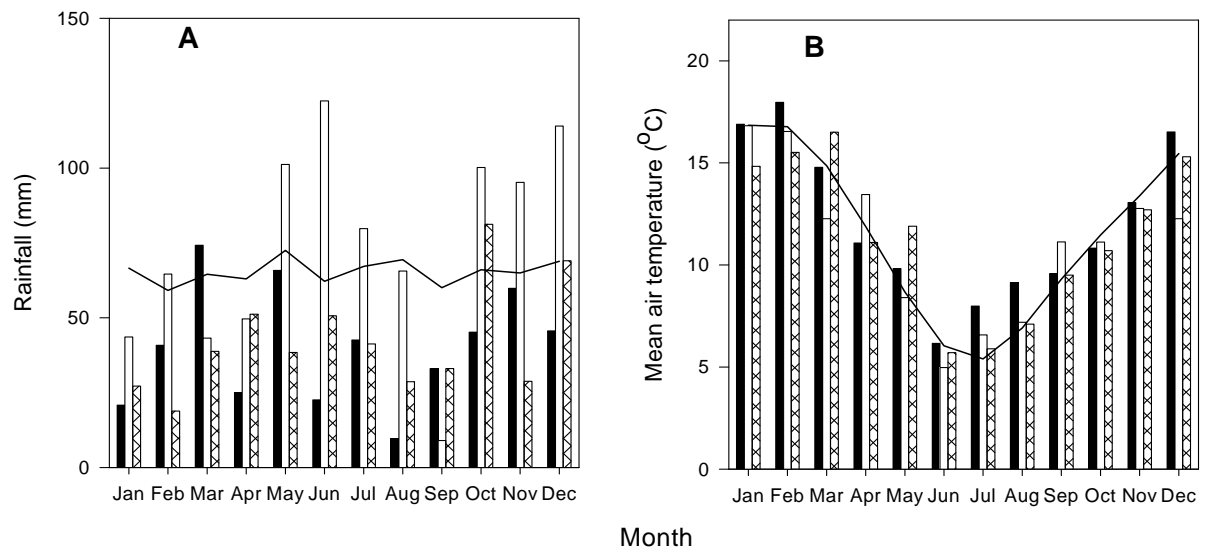 A
Rainfall (mm)
150
100
50
0
Jan Feb Mar Apr May Jun Jul Aug Sep Oct Nov Dec
B
Mean air temperature (ºC)
20
15
10
5
0
Jan Feb Mar Apr May Jun Jul Aug Sep Oct Nov Dec
Month